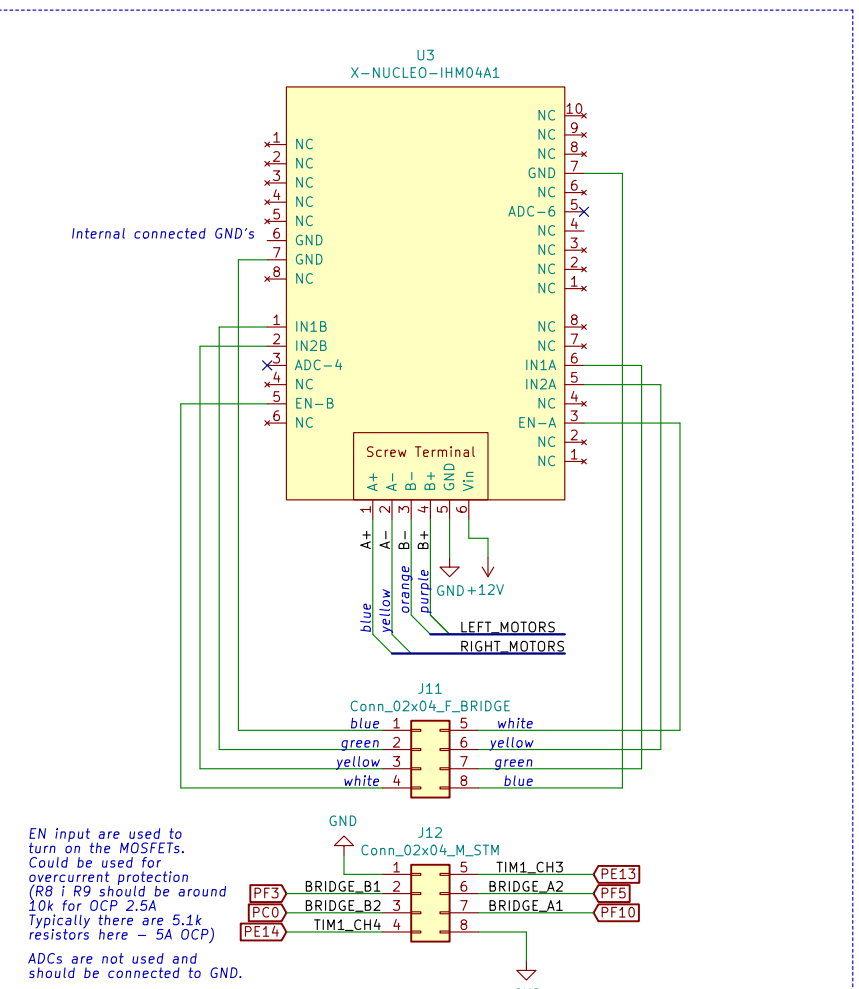 U3
X-NUCLEO-IHM04A1
10
NC
9
NC
1
NC
8
NC
2
NC
7
GND
3
NC
6
NC
4
NC
5
ADC-6
5
NC
4
NC
Internal connected GND's
6
GND
3
NC
7
GND
2
NC
8
NC
1
NC
1
IN1B
8
NC
2
IN2B
7
NC
3
ADC-4
6
IN1A
4
NC
5
IN2A
5
EN-B
4
NC
6
NC
3
EN-A
2
NC
1
NC
Screw Terminal
A+
A-
B-
B+
GND
Vin
1
2
3
4
5
6
A+
A-
B-
B+
blue
yellow
orange
purple
GND
+12V
LEFT_MOTORS
RIGHT_MOTORS
J11
Conn_02x04_F_BRIDGE
blue 1 5 white
green 2 6 yellow
yellow 3 7 green
white 4 8 blue
GND
J12
Conn_02x04_M_STM
1 5 TIM1_CH3 PE13
PF3 BRIDGE_B1 2 6 BRIDGE_A2 PF5
PC0 BRIDGE_B2 3 7 BRIDGE_A1 PF10
PE14 TIM1_CH4 4 8
EN input are used to
turn on the MOSFETs.
Could be used for
overcurrent protection
(R8 i R9 should be around
10k for OCP 2.5A
Typically there are 5.1k
resistors here - 5A OCP)
ADCs are not used and
should be connected to GND.